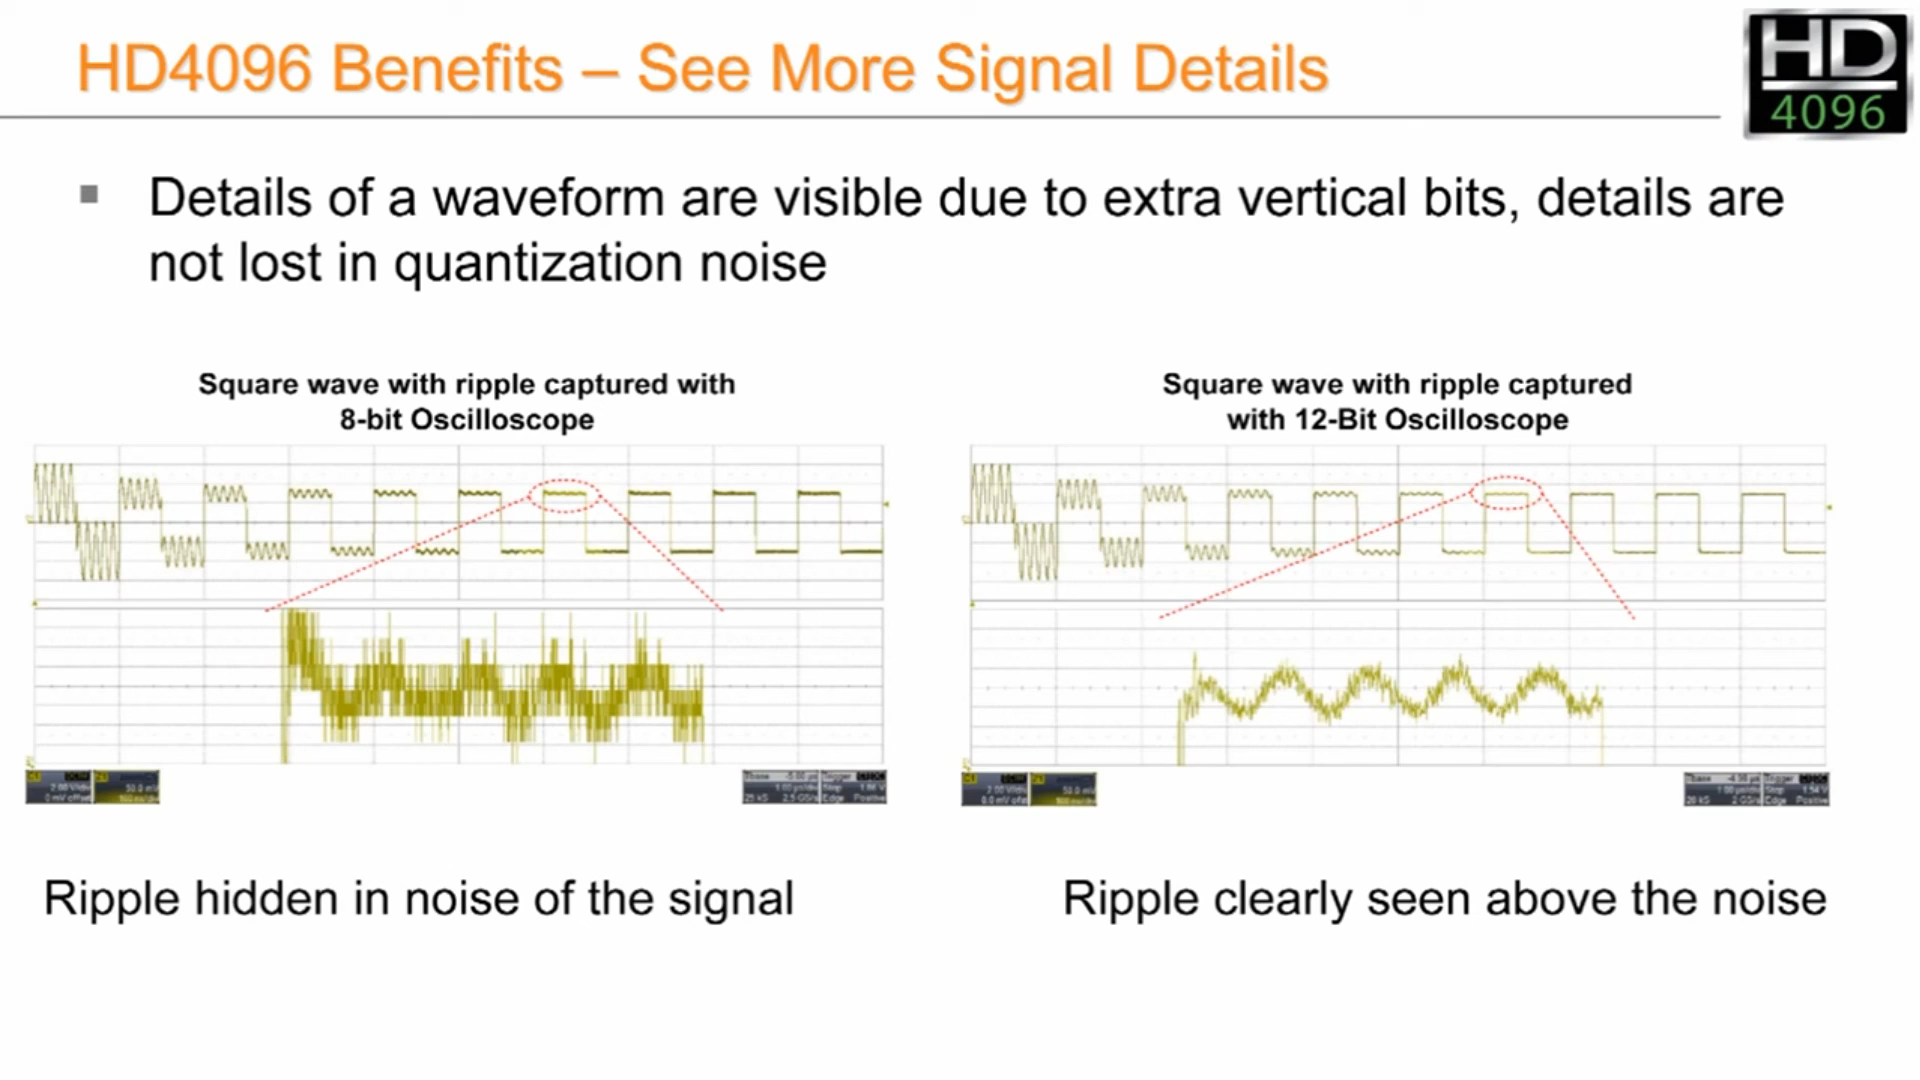 HD4096 Benefits – See More Signal Details
HD
4096
Details of a waveform are visible due to extra vertical bits, details are
not lost in quantization noise
Square wave with ripple captured with
8-bit Oscilloscope
Square wave with ripple captured
with 12-Bit Oscilloscope
Ripple hidden in noise of the signal
Ripple clearly seen above the noise